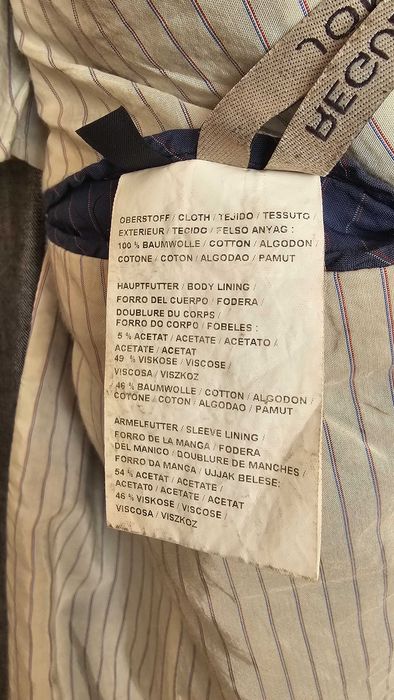 OBERSTOFF / CLOTH / TEJIDO / TESSUTO
EXTERIEUR / TECIDO / FELSO ANYAG :
100 % BAUMWOLLE / COTTON / ALGODON /
COTONE / COTON / ALGODAO / PAMUT
HAUPTFUTTER / BODY LINING /
FORRO DEL CUERPO / FODERA /
DOUBLURE DU CORPS /
FORRO DO CORPO / FOBELES :
5 % ACETAT / ACETATE / ACETATO /
ACETATE / ACETAT
49 % VISKOSE / VISCOSE /
VISCOSA / VISZKOZ
46 % BAUMWOLLE / COTTON / ALGODON /
COTONE / COTON / ALGODAO / PAMUT
ARMELFUTTER / SLEEVE LINING /
FORRO DE LA MANGA / FODERA
DEL MANICO / DOUBLURE DE MANCHES /
FORRO DA MANGA / UJJAK BELESE:
54 % ACETAT / ACETATE /
ACETATO / ACETATE / ACETAT
46 % VISKOSE / VISCOSE /
VISCOSA / VISZKOZ